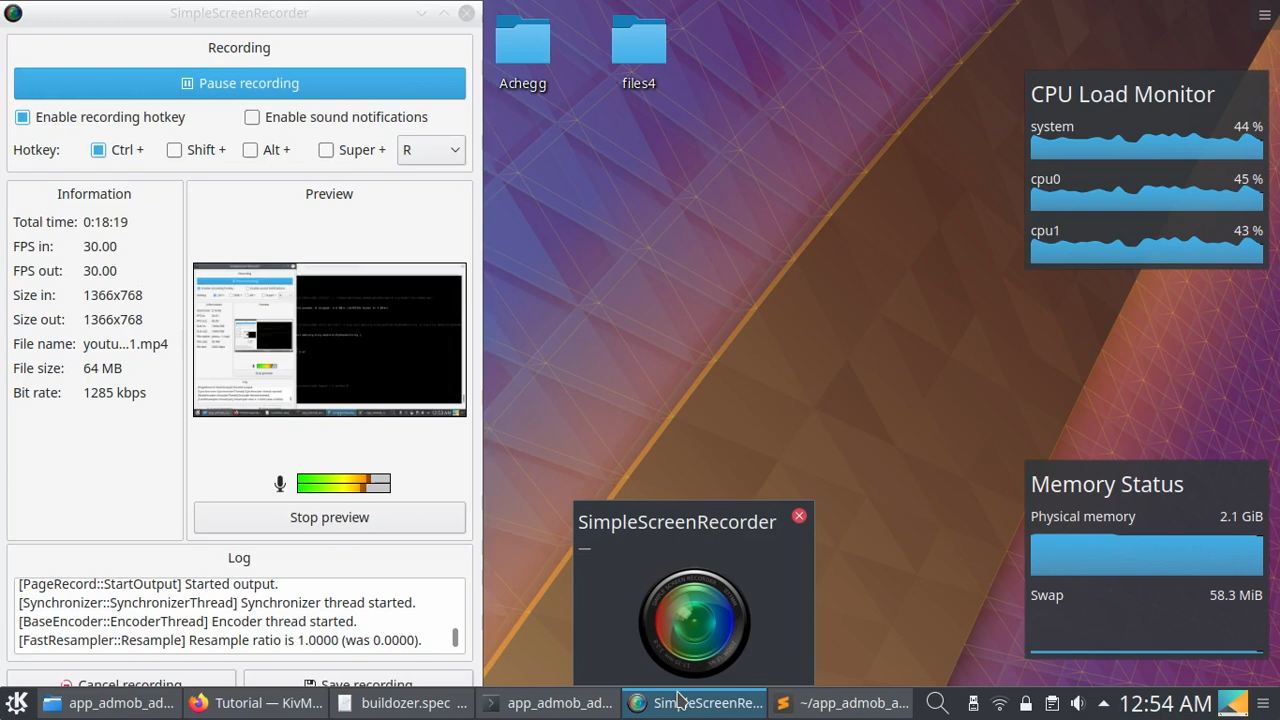 SimpleScreenRecorder
Recording
Pause recording
Enable recording hotkey
Enable sound notifications
Hotkey:
Ctrl +
Shift +
Alt +
Super +
R
Information
Total time: 0:18:19
FPS in: 30.00
FPS out: 30.00
Size in: 1366x768
Size out: 1366x768
File name: youtu...1.mp4
File size: 64 MB
Bit rate: 1285 kbps
Preview
Stop preview
Log
[PageRecord::StartOutput] Started output.
[Synchronizer::SynchronizerThread] Synchronizer thread started.
[BaseEncoder::EncoderThread] Encoder thread started.
[FastResampler::Resample] Resample ratio is 1.0000 (was 0.0000).
Cancel recording
Save recording
Achegg
files4
CPU Load Monitor
system 44 %
cpu0 45 %
cpu1 43 %
Memory Status
Physical memory 2.1 GiB
Swap 58.3 MiB
SimpleScreenRecorder
—
app_admob_ad...
Tutorial — KivM...
buildozer.spec ...
app_admob_ad...
SimpleScreenRe...
~/app_admob_a...
12:54 AM